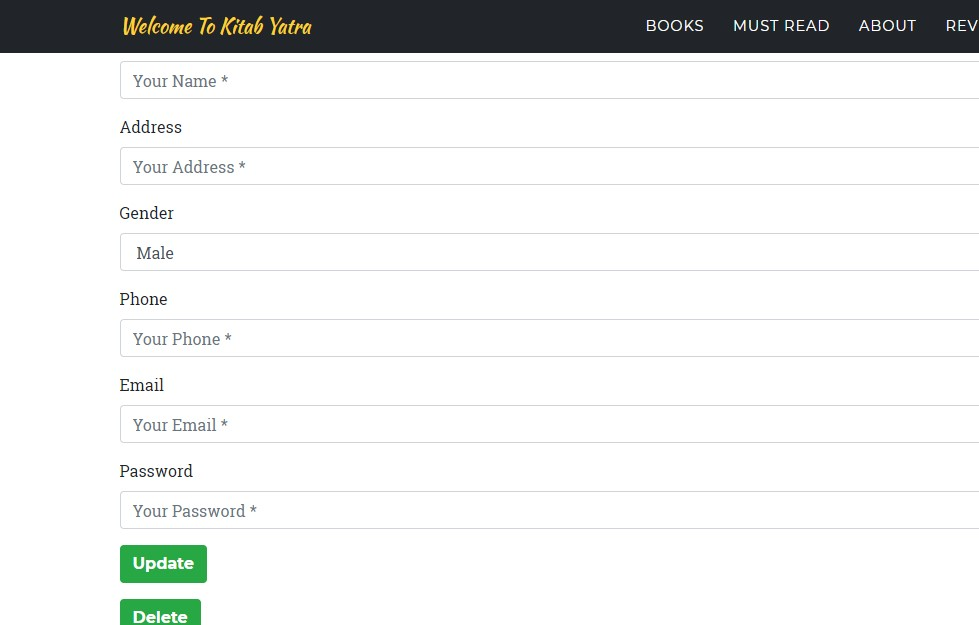 Welcome To Kitab Yatra BOOKS MUST READ ABOUT REV
Your Name *
Address
Your Address *
Gender
Male
Phone
Your Phone *
Email
Your Email *
Password
Your Password *
Update
Delete